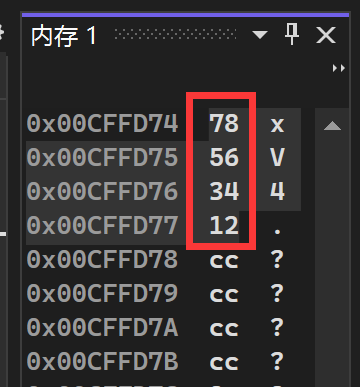 内存 1
0x00CFFD74 78 x
0x00CFFD75 56 V
0x00CFFD76 34 4
0x00CFFD77 12 .
0x00CFFD78 cc ?
0x00CFFD79 cc ?
0x00CFFD7A cc ?
0x00CFFD7B cc ?